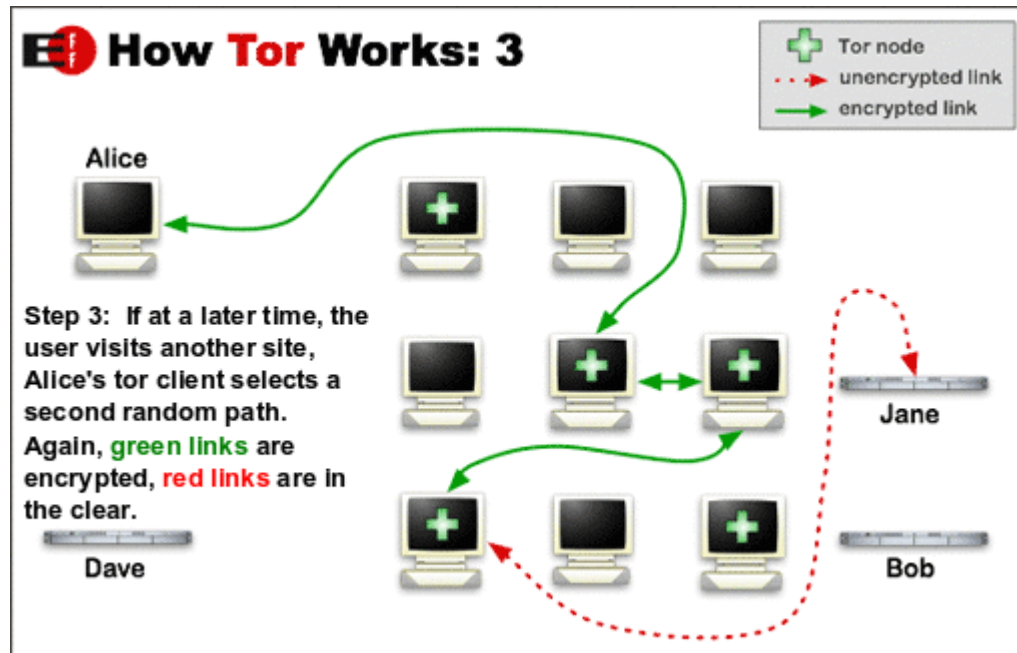 EFF How Tor Works: 3
Tor node
unencrypted link
encrypted link
Alice
Step 3: If at a later time, the
user visits another site,
Alice's tor client selects a
second random path.
Again, green links are
encrypted, red links are in
the clear.
Jane
Dave
Bob